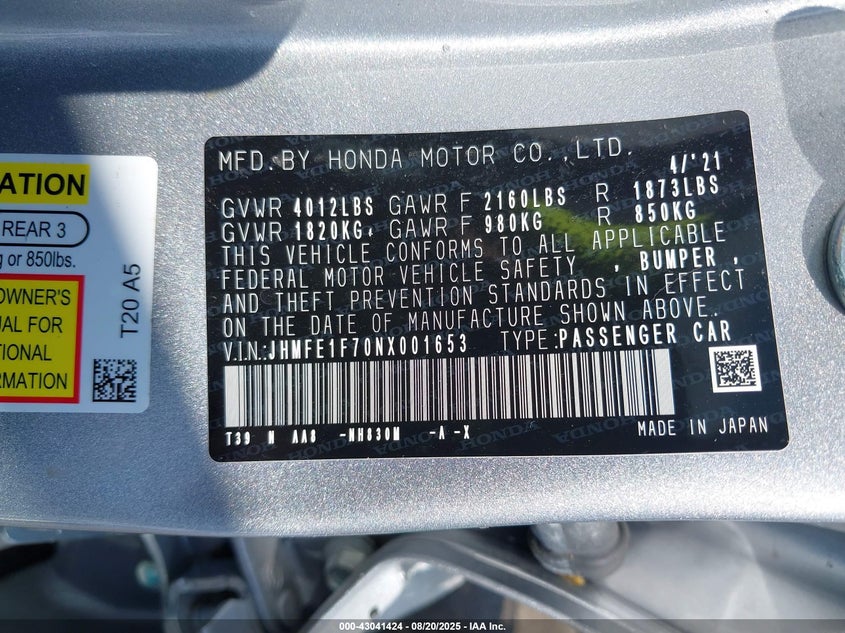 ATION
REAR 3
g or 850lbs.
OWNER'S
UAL FOR
TIONAL
RMATION
T20 A5
MFD.BY HONDA MOTOR CO.,LTD. 4/'21
GVWR 4012LBS GAWR F 2160LBS R 1873LBS
GVWR 1820KG GAWR F 980KG R 850KG
THIS VEHICLE CONFORMS TO ALL APPLICABLE
FEDERAL MOTOR VEHICLE SAFETY , BUMPER ,
AND THEFT PREVENTION STANDARDS IN EFFECT
ON THE DATE OF MANUFACTURE SHOWN ABOVE.
VIN:JHMFE1F70NX001653 TYPE:PASSENGER CAR
T39 N AA8 -NH830M -A -X
MADE IN JAPAN
000-43041424 - 08/20/2025 - IAA Inc.